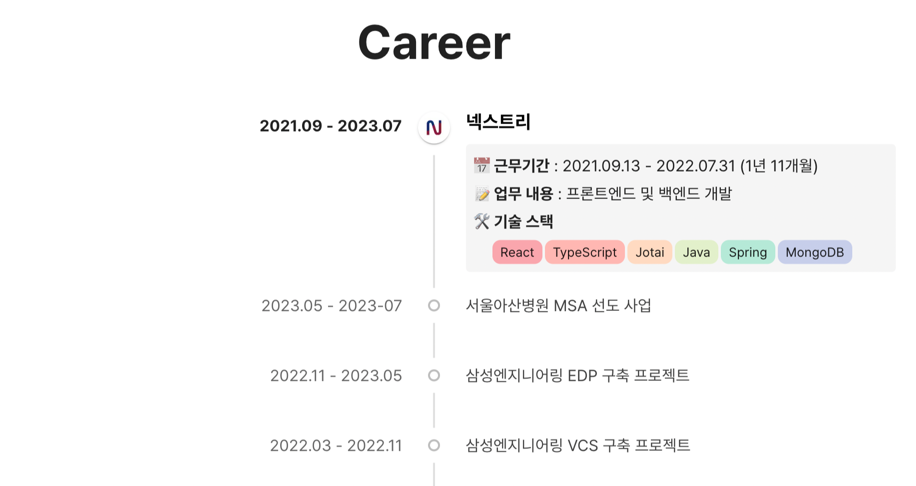 Career
2021.09 - 2023.07
N
넥스트리
📅 근무기간 : 2021.09.13 - 2022.07.31 (1년 11개월)
📝 업무 내용 : 프론트엔드 및 백엔드 개발
🛠 기술 스택
React TypeScript Jotai Java Spring MongoDB
2023.05 - 2023-07 서울아산병원 MSA 선도 사업
2022.11 - 2023.05 삼성엔지니어링 EDP 구축 프로젝트
2022.03 - 2022.11 삼성엔지니어링 VCS 구축 프로젝트